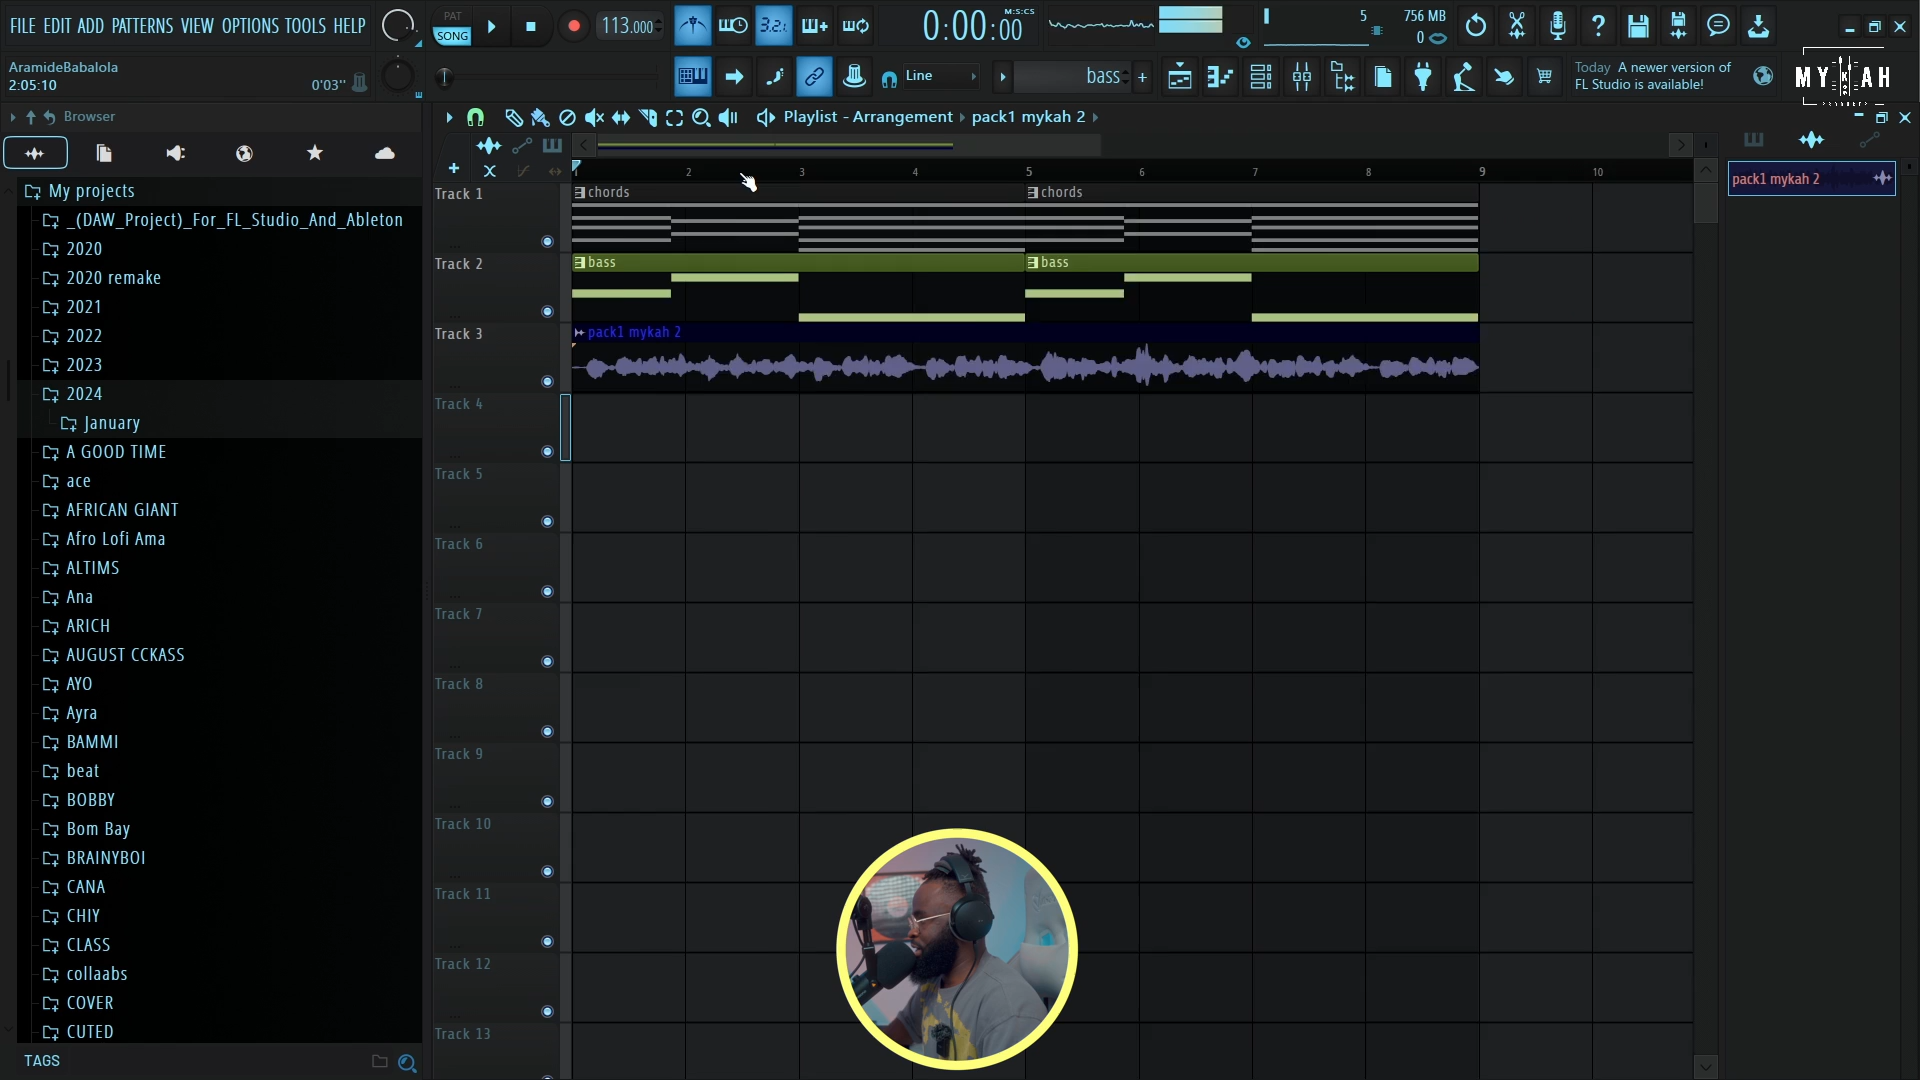 FILE EDIT ADD PATTERNS VIEW OPTIONS TOOLS HELP
PAT
SONG
113.000
3.2.1
0:00:00
M:S:CS
5
756 MB
0
AramideBabalola
2:05:10
0'03''
Line
bass
Today A newer version of
FL Studio is available!
MYKAH
Browser
Playlist - Arrangement
pack1 mykah 2
1 2 3 4 5 6 7 8 9 10
My projects
_(DAW_Project)_For_FL_Studio_And_Ableton
2020
2020 remake
2021
2022
2023
2024
January
A GOOD TIME
ace
AFRICAN GIANT
Afro Lofi Ama
ALTIMS
Ana
ARICH
AUGUST CCKASS
AYO
Ayra
BAMMI
beat
BOBBY
Bom Bay
BRAINYBOI
CANA
CHIY
CLASS
collaabs
COVER
CUTED
TAGS
Track 1
chords
chords
Track 2
bass
bass
Track 3
pack1 mykah 2
Track 4
Track 5
Track 6
Track 7
Track 8
Track 9
Track 10
Track 11
Track 12
Track 13
pack1 mykah 2